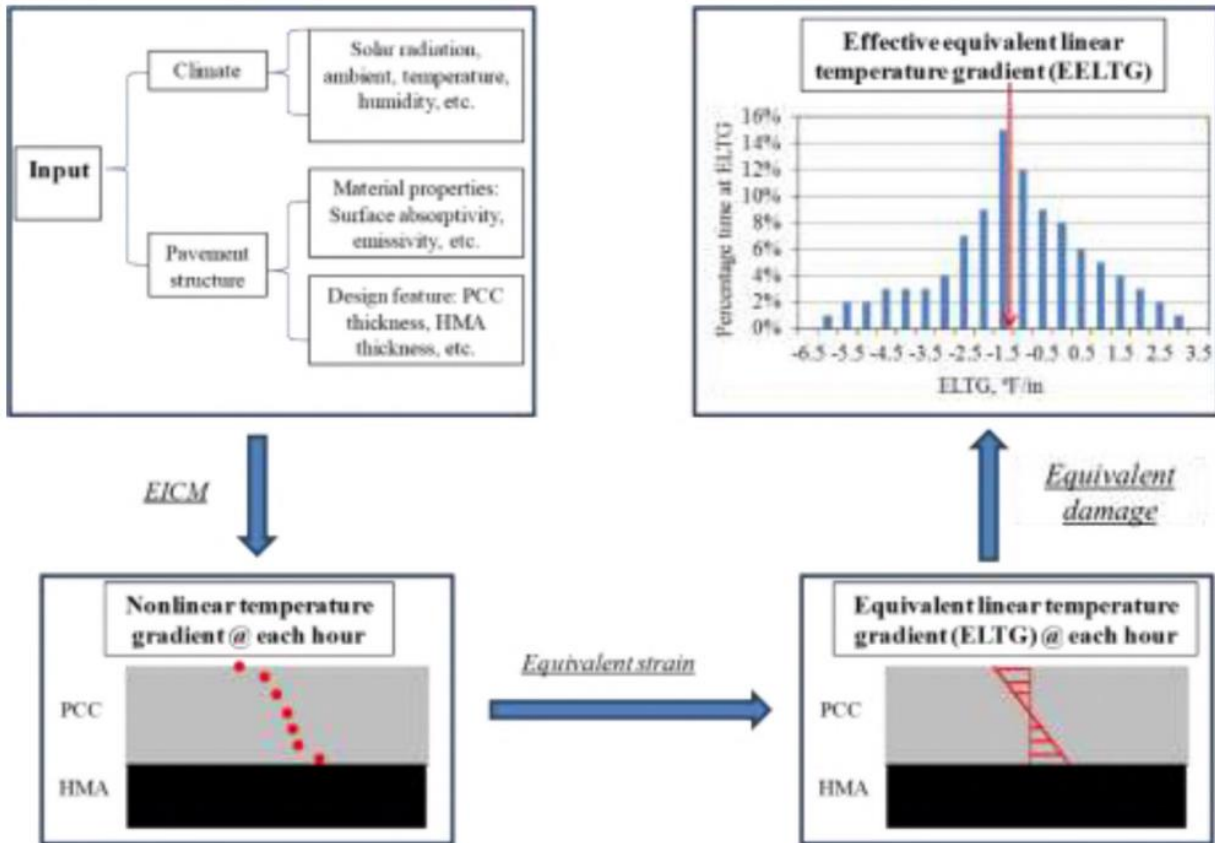 Input
Climate
Solar radiation,
ambient, temperature,
humidity, etc.
Pavement
structure
Material properties:
Surface absorptivity,
emissivity, etc.
Design feature: PCC
thickness, HMA
thickness, etc.
EICM
Nonlinear temperature
gradient @ each hour
PCC
HMA
Equivalent strain
Equivalent linear temperature
gradient (ELTG) @ each hour
PCC
HMA
Equivalent
damage
Effective equivalent linear
temperature gradient (EELTG)
Percentage time at ELTG
16%
14%
12%
10%
8%
6%
4%
2%
0%
-6.5 -5.5 -4.5 -3.5 -2.5 -1.5 -0.5 0.5 1.5 2.5 3.5
ELTG, °F/in